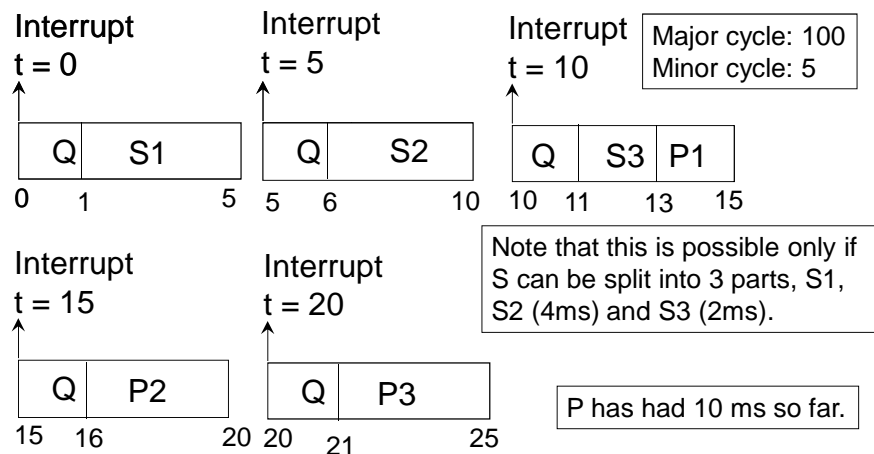 Interrupt
t = 0
Interrupt
t = 5
Interrupt
t = 10
Major cycle: 100
Minor cycle: 5
Q S1
0 1 5
Q S2
5 6 10
Q S3 P1
10 11 13 15
Note that this is possible only if
S can be split into 3 parts, S1,
S2 (4ms) and S3 (2ms).
Interrupt
t = 15
Interrupt
t = 20
Q P2
15 16 20
Q P3
20 21 25
P has had 10 ms so far.